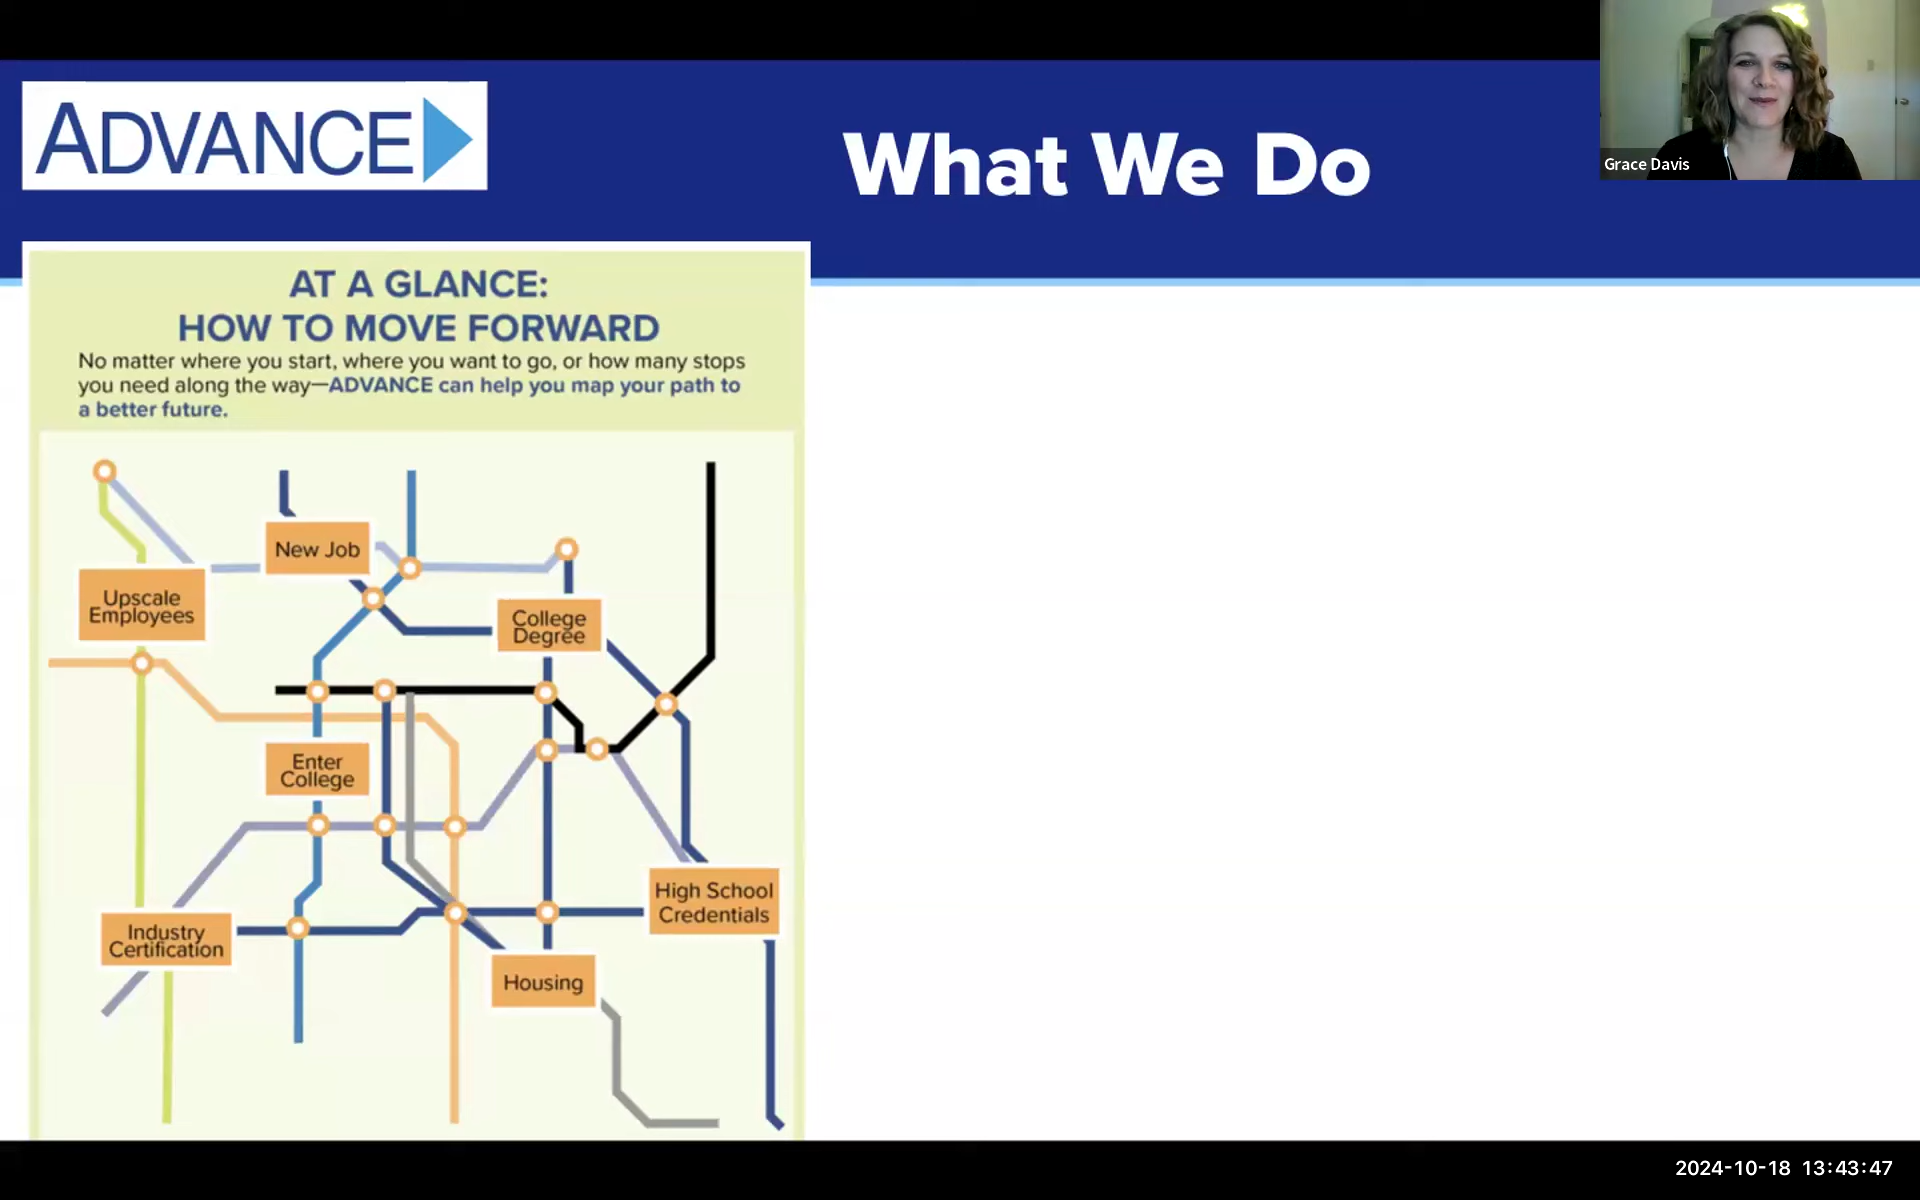 ADVANCE
What We Do
Grace Davis
AT A GLANCE:
HOW TO MOVE FORWARD
No matter where you start, where you want to go, or how many stops
you need along the way—ADVANCE can help you map your path to
a better future.
New Job
Upscale
Employees
College
Degree
Enter
College
High School
Credentials
Industry
Certification
Housing
2024-10-18 13:43:47